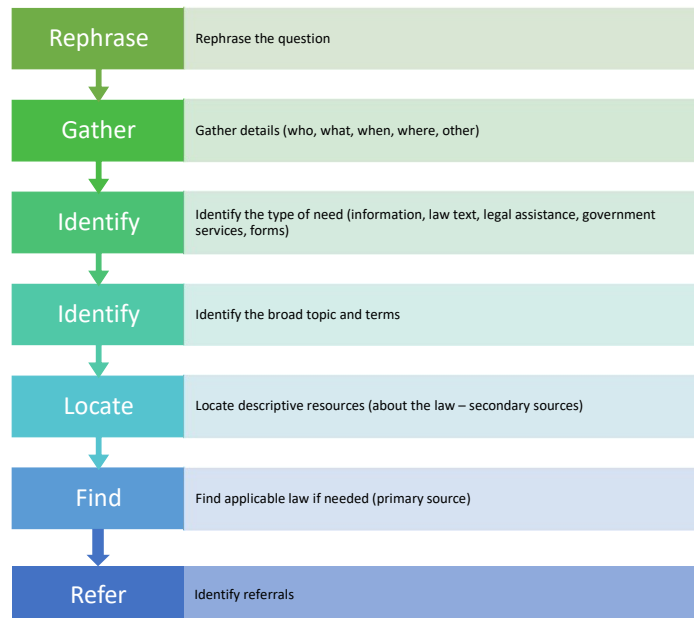 Rephrase
Rephrase the question
Gather
Gather details (who, what, when, where, other)
Identify
Identify the type of need (information, law text, legal assistance, government
services, forms)
Identify
Identify the broad topic and terms
Locate
Locate descriptive resources (about the law – secondary sources)
Find
Find applicable law if needed (primary source)
Refer
Identify referrals